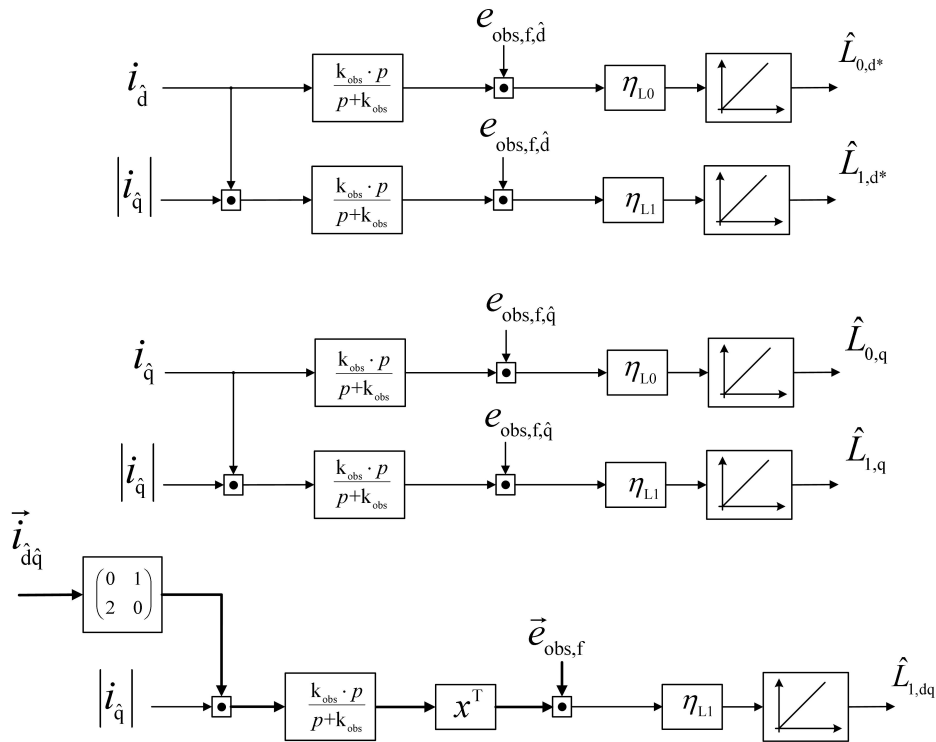 e_obs,f,d̂
L̂_0,d*
i_d̂
k_obs · p
p+k_obs
η_L0
e_obs,f,d̂
L̂_1,d*
|i_q̂|
k_obs · p
p+k_obs
η_L1
e_obs,f,q̂
L̂_0,q
i_q̂
k_obs · p
p+k_obs
η_L0
e_obs,f,q̂
L̂_1,q
|i_q̂|
k_obs · p
p+k_obs
η_L1
i⃗_d̂q̂
0 1
2 0
e⃗_obs,f
L̂_1,dq
|i_q̂|
k_obs · p
p+k_obs
x^T
η_L1